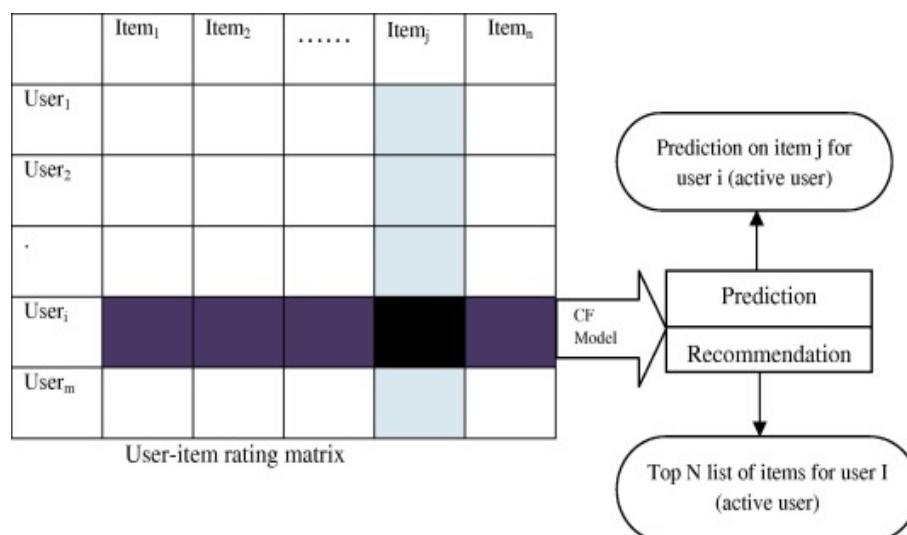 Item₁ Item₂ ...... Itemⱼ Itemₙ
User₁
User₂
.
Userᵢ
Userₘ
User-item rating matrix
CF
Model
Prediction on item j for
user i (active user)
Prediction
Recommendation
Top N list of items for user I
(active user)